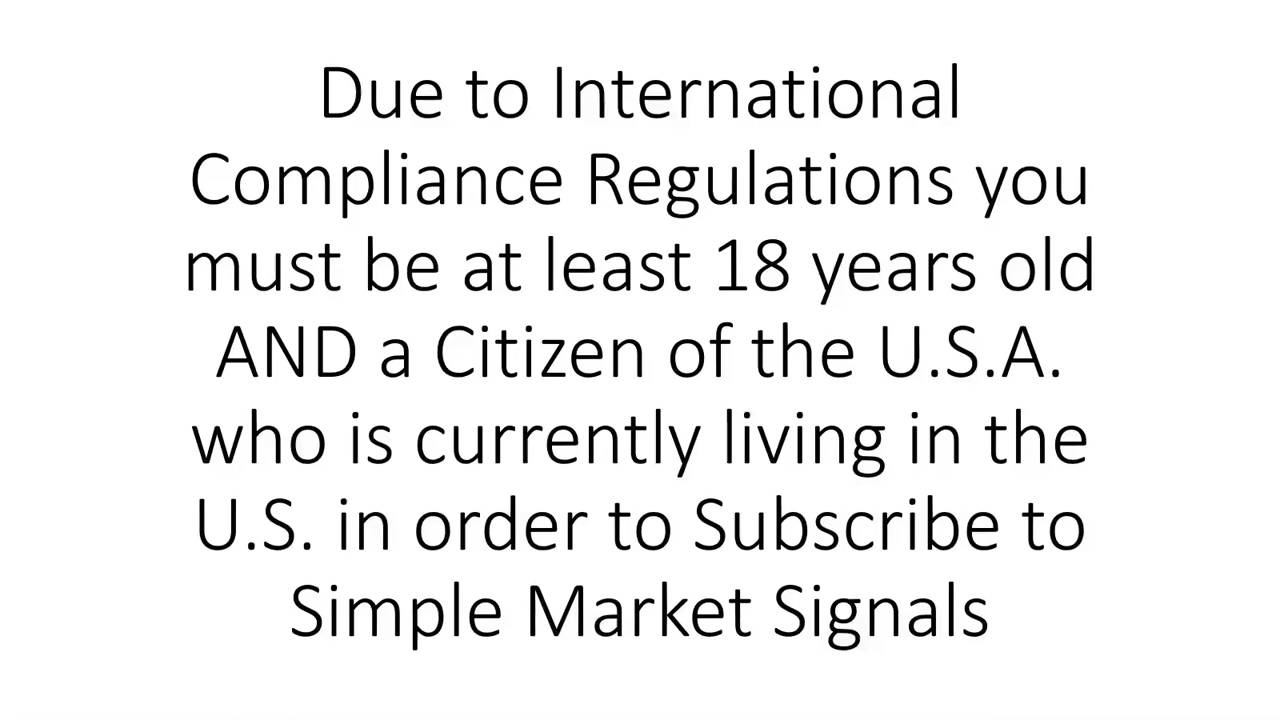 Due to International
Compliance Regulations you
must be at least 18 years old
AND a Citizen of the U.S.A.
who is currently living in the
U.S. in order to Subscribe to
Simple Market Signals